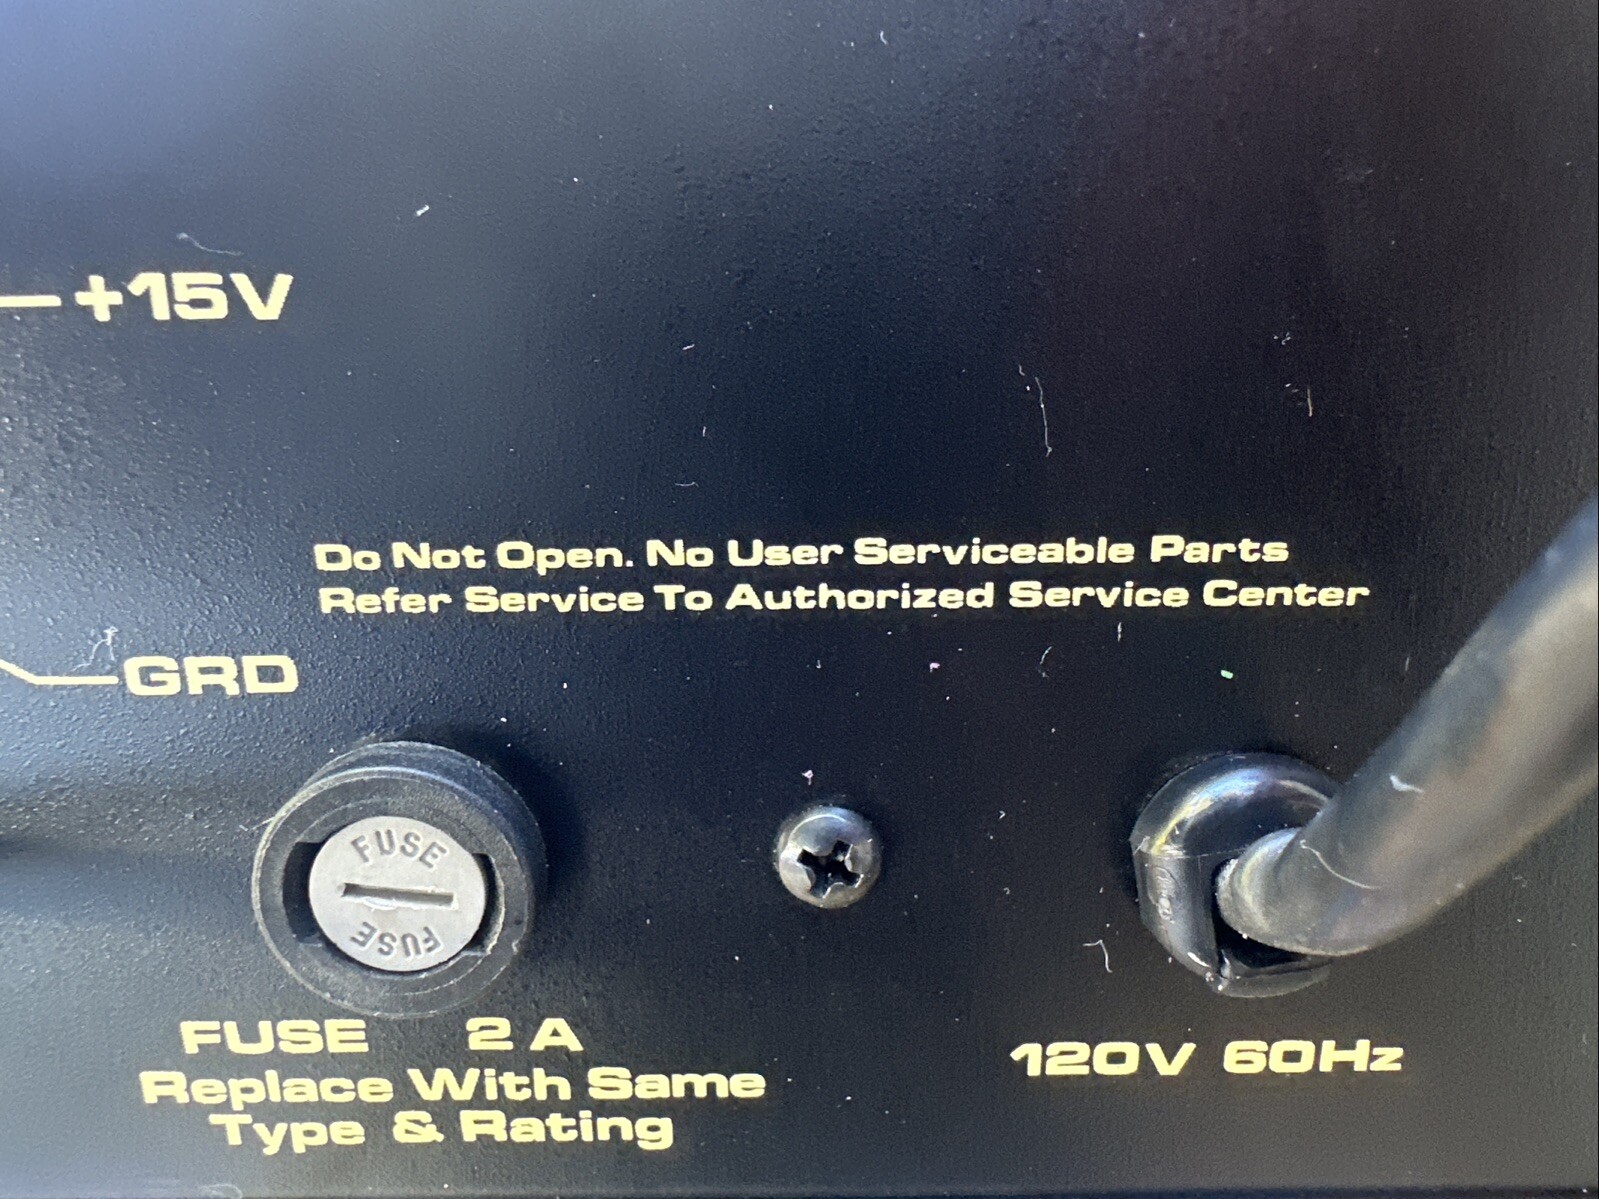 +15V
Do Not Open. No User Serviceable Parts
Refer Service To Authorized Service Center
GRD
FUSE
FUSE
FUSE 2 A
Replace With Same
Type & Rating
120V 60Hz